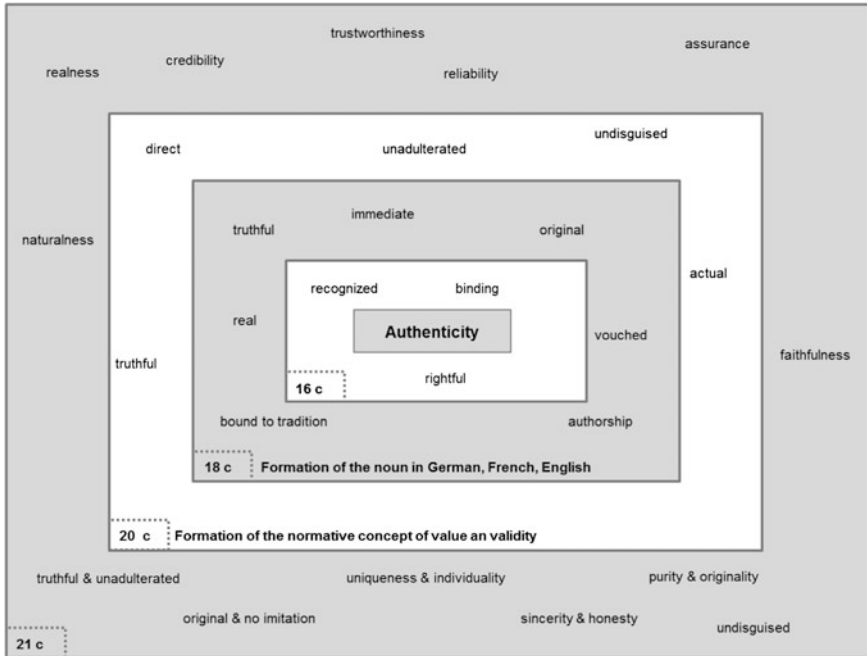 trustworthiness
assurance
credibility
realness
reliability
undisguised
direct
unadulterated
immediate
truthful
original
naturalness
actual
recognized
binding
real
Authenticity
vouched
faithfulness
truthful
rightful
16 c
bound to tradition
authorship
18 c Formation of the noun in German, French, English
20 c Formation of the normative concept of value an validity
truthful & unadulterated
uniqueness & individuality
purity & originality
original & no imitation
sincerity & honesty
undisguised
21 c